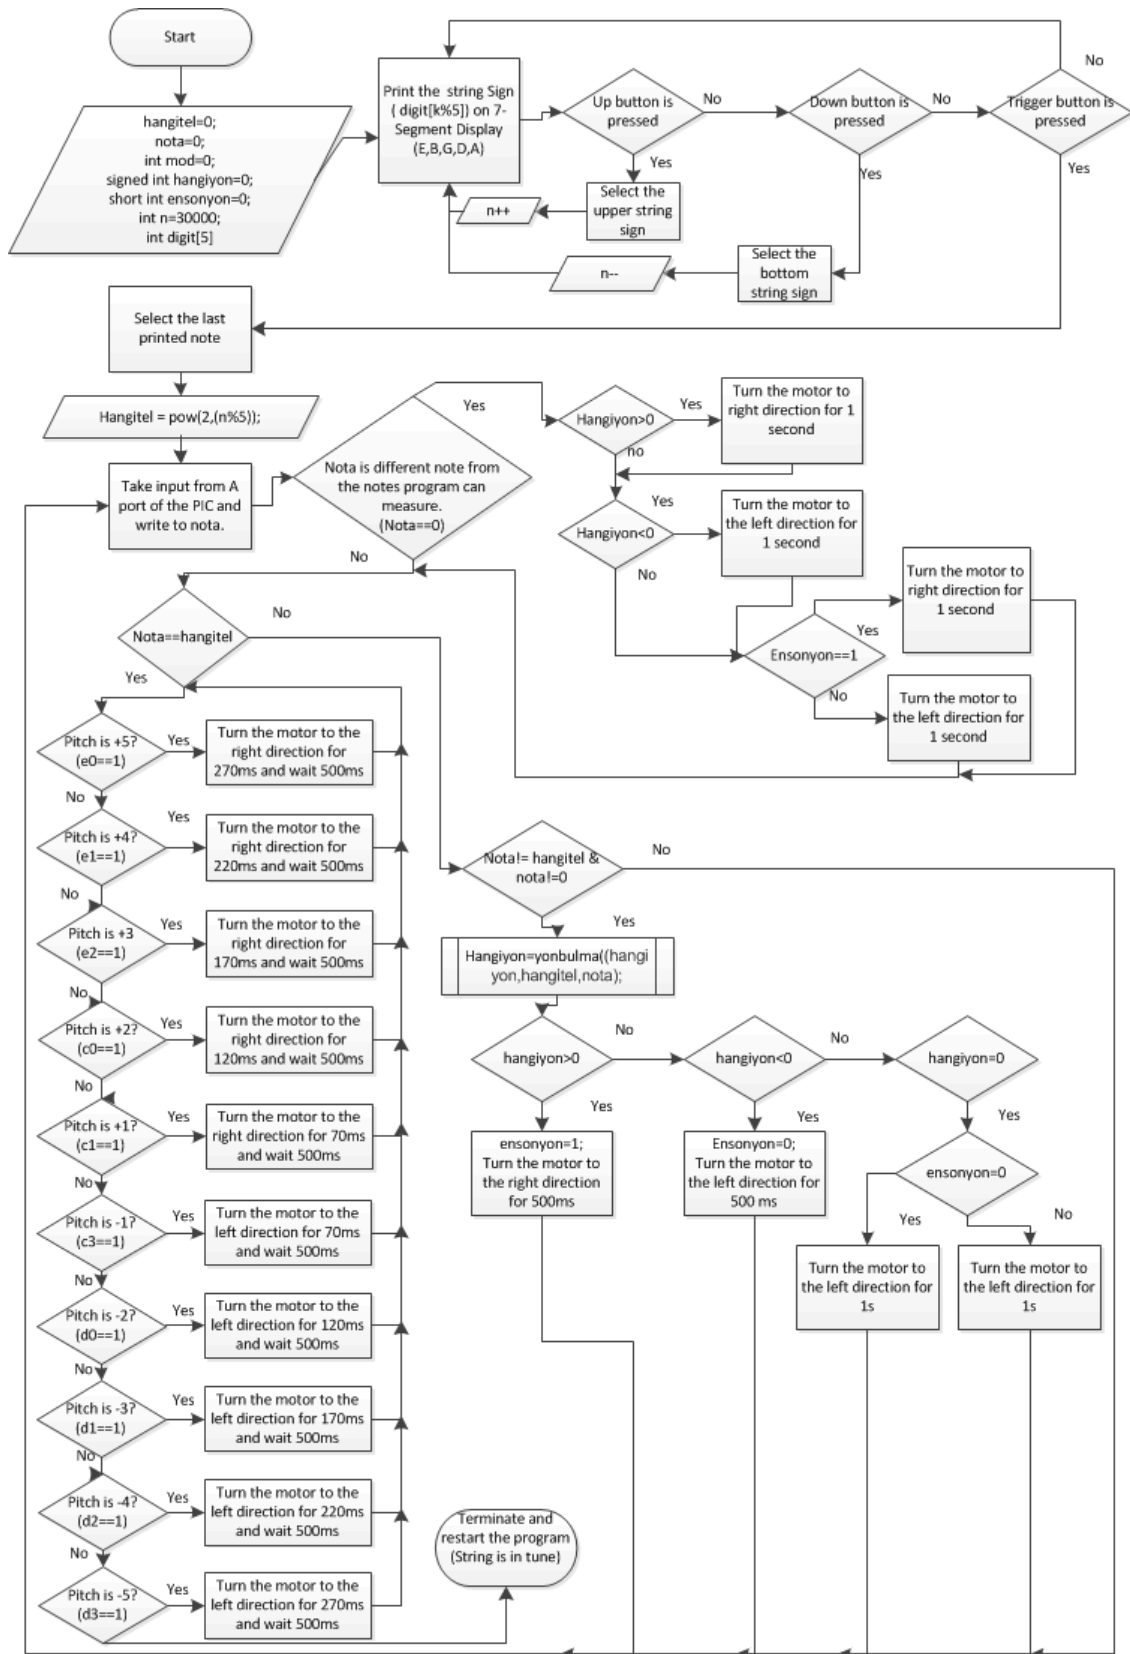 Start
hangitel=0;
nota=0;
int mod=0;
signed int hangiyon=0;
short int ensonyon=0;
int n=30000;
int digit[5]
Print the string Sign
( digit[k%5]) on 7-
Segment Display
(E,B,G,D,A)
Up button is
pressed
No
Down button is
pressed
No
Trigger button is
pressed
No
Yes
Yes
Yes
Select the
upper string
sign
n++
Select the
bottom
string sign
n--
Select the last
printed note
Hangitel = pow(2,(n%5));
Take input from A
port of the PIC and
write to nota.
Nota is different note from
the notes program can
measure.
(Nota==0)
Yes
No
Hangiyon>0
Yes
no
Turn the motor to
right direction for 1
second
Hangiyon<0
Yes
No
Turn the motor to
the left direction for
1 second
Ensonyon==1
Yes
No
Turn the motor to
right direction for
1 second
Turn the motor to
the left direction for
1 second
Nota==hangitel
No
Yes
Pitch is +5?
(e0==1)
Yes
Turn the motor to the
right direction for
270ms and wait 500ms
No
Pitch is +4?
(e1==1)
Yes
Turn the motor to the
right direction for
220ms and wait 500ms
No
Pitch is +3
(e2==1)
Yes
Turn the motor to the
right direction for
170ms and wait 500ms
No
Pitch is +2?
(c0==1)
Yes
Turn the motor to the
right direction for
120ms and wait 500ms
No
Pitch is +1?
(c1==1)
Yes
Turn the motor to the
right direction for 70ms
and wait 500ms
No
Pitch is -1?
(c3==1)
Yes
Turn the motor to the
left direction for 70ms
and wait 500ms
No
Pitch is -2?
(d0==1)
Yes
Turn the motor to the
left direction for 120ms
and wait 500ms
No
Pitch is -3?
(d1==1)
Yes
Turn the motor to the
left direction for 170ms
and wait 500ms
No
Pitch is -4?
(d2==1)
Yes
Turn the motor to the
left direction for 220ms
and wait 500ms
No
Pitch is -5?
(d3==1)
Yes
Turn the motor to the
left direction for 270ms
and wait 500ms
Terminate and
restart the program
(String is in tune)
Nota!= hangitel &
nota!=0
No
Yes
Hangiyon=yonbulma((hangi
yon,hangitel,nota);
hangiyon>0
No
Yes
hangiyon<0
No
Yes
hangiyon=0
Yes
ensonyon=1;
Turn the motor to
the right direction
for 500ms
Ensonyon=0;
Turn the motor to
the left direction for
500 ms
ensonyon=0
Yes
No
Turn the motor to
the left direction for
1s
Turn the motor to
the left direction for
1s